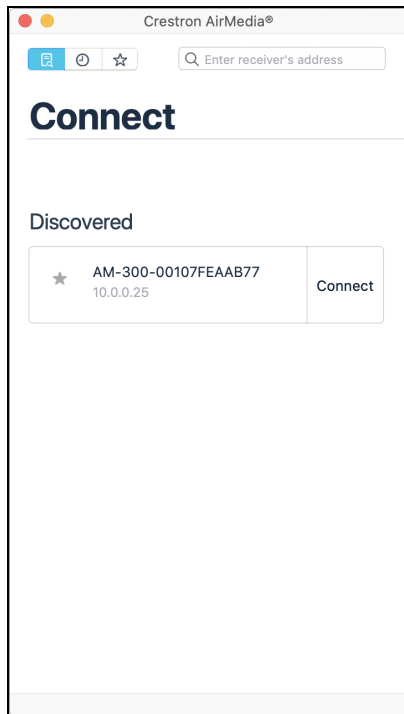 Crestron AirMedia®
Enter receiver's address
Connect
Discovered
AM-300-00107FEAAB77
10.0.0.25
Connect